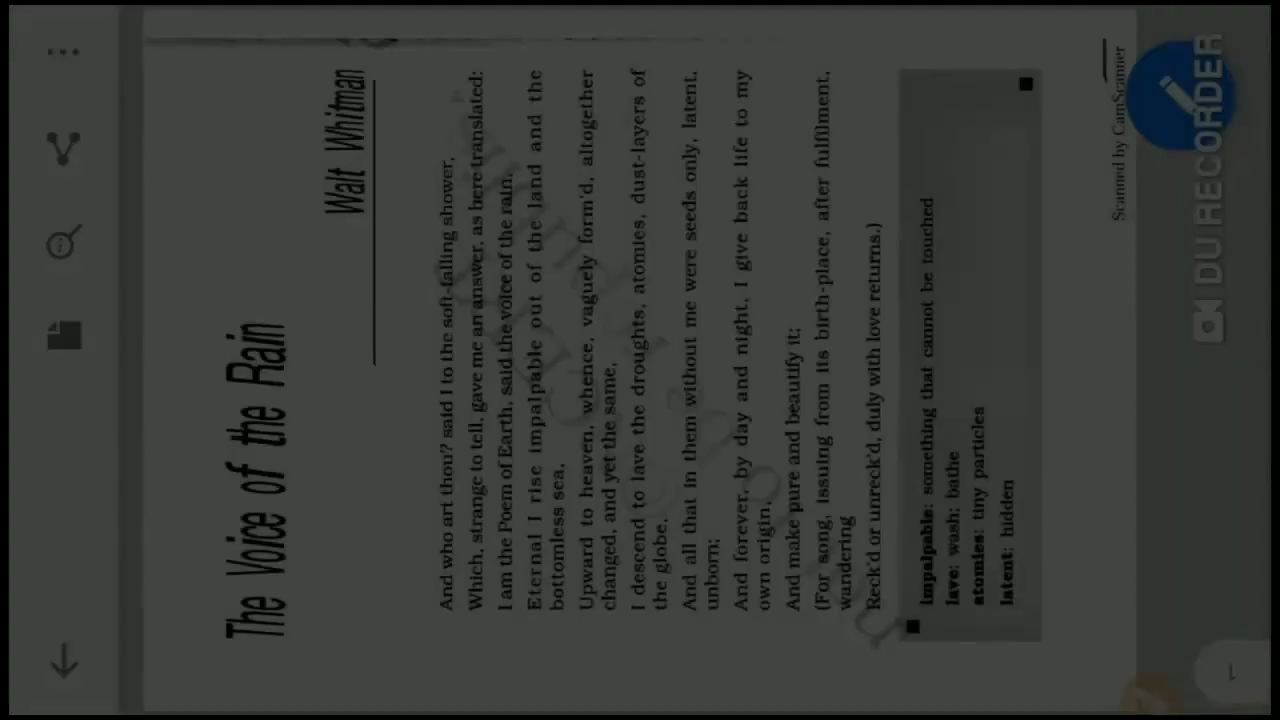 The Voice of the Rain
Walt Whitman
And who art thou? said I to the soft-falling shower,
Which, strange to tell, gave me an answer, as here translated:
I am the Poem of Earth, said the voice of the rain,
Eternal I rise impalpable out of the land and the
bottomless sea,
Upward to heaven, whence, vaguely form'd, altogether
changed, and yet the same,
I descend to lave the droughts, atomies, dust-layers of
the globe,
And all that in them without me were seeds only, latent,
unborn;
And forever, by day and night, I give back life to my
own origin,
And make pure and beautify it;
(For song, issuing from its birth-place, after fulfilment,
wandering
Reck'd or unreck'd, duly with love returns.)
impalpable: something that cannot be touched
lave: wash; bathe
atomies: tiny particles
latent: hidden
Scanned by CamScanner
DU RECORDER
1